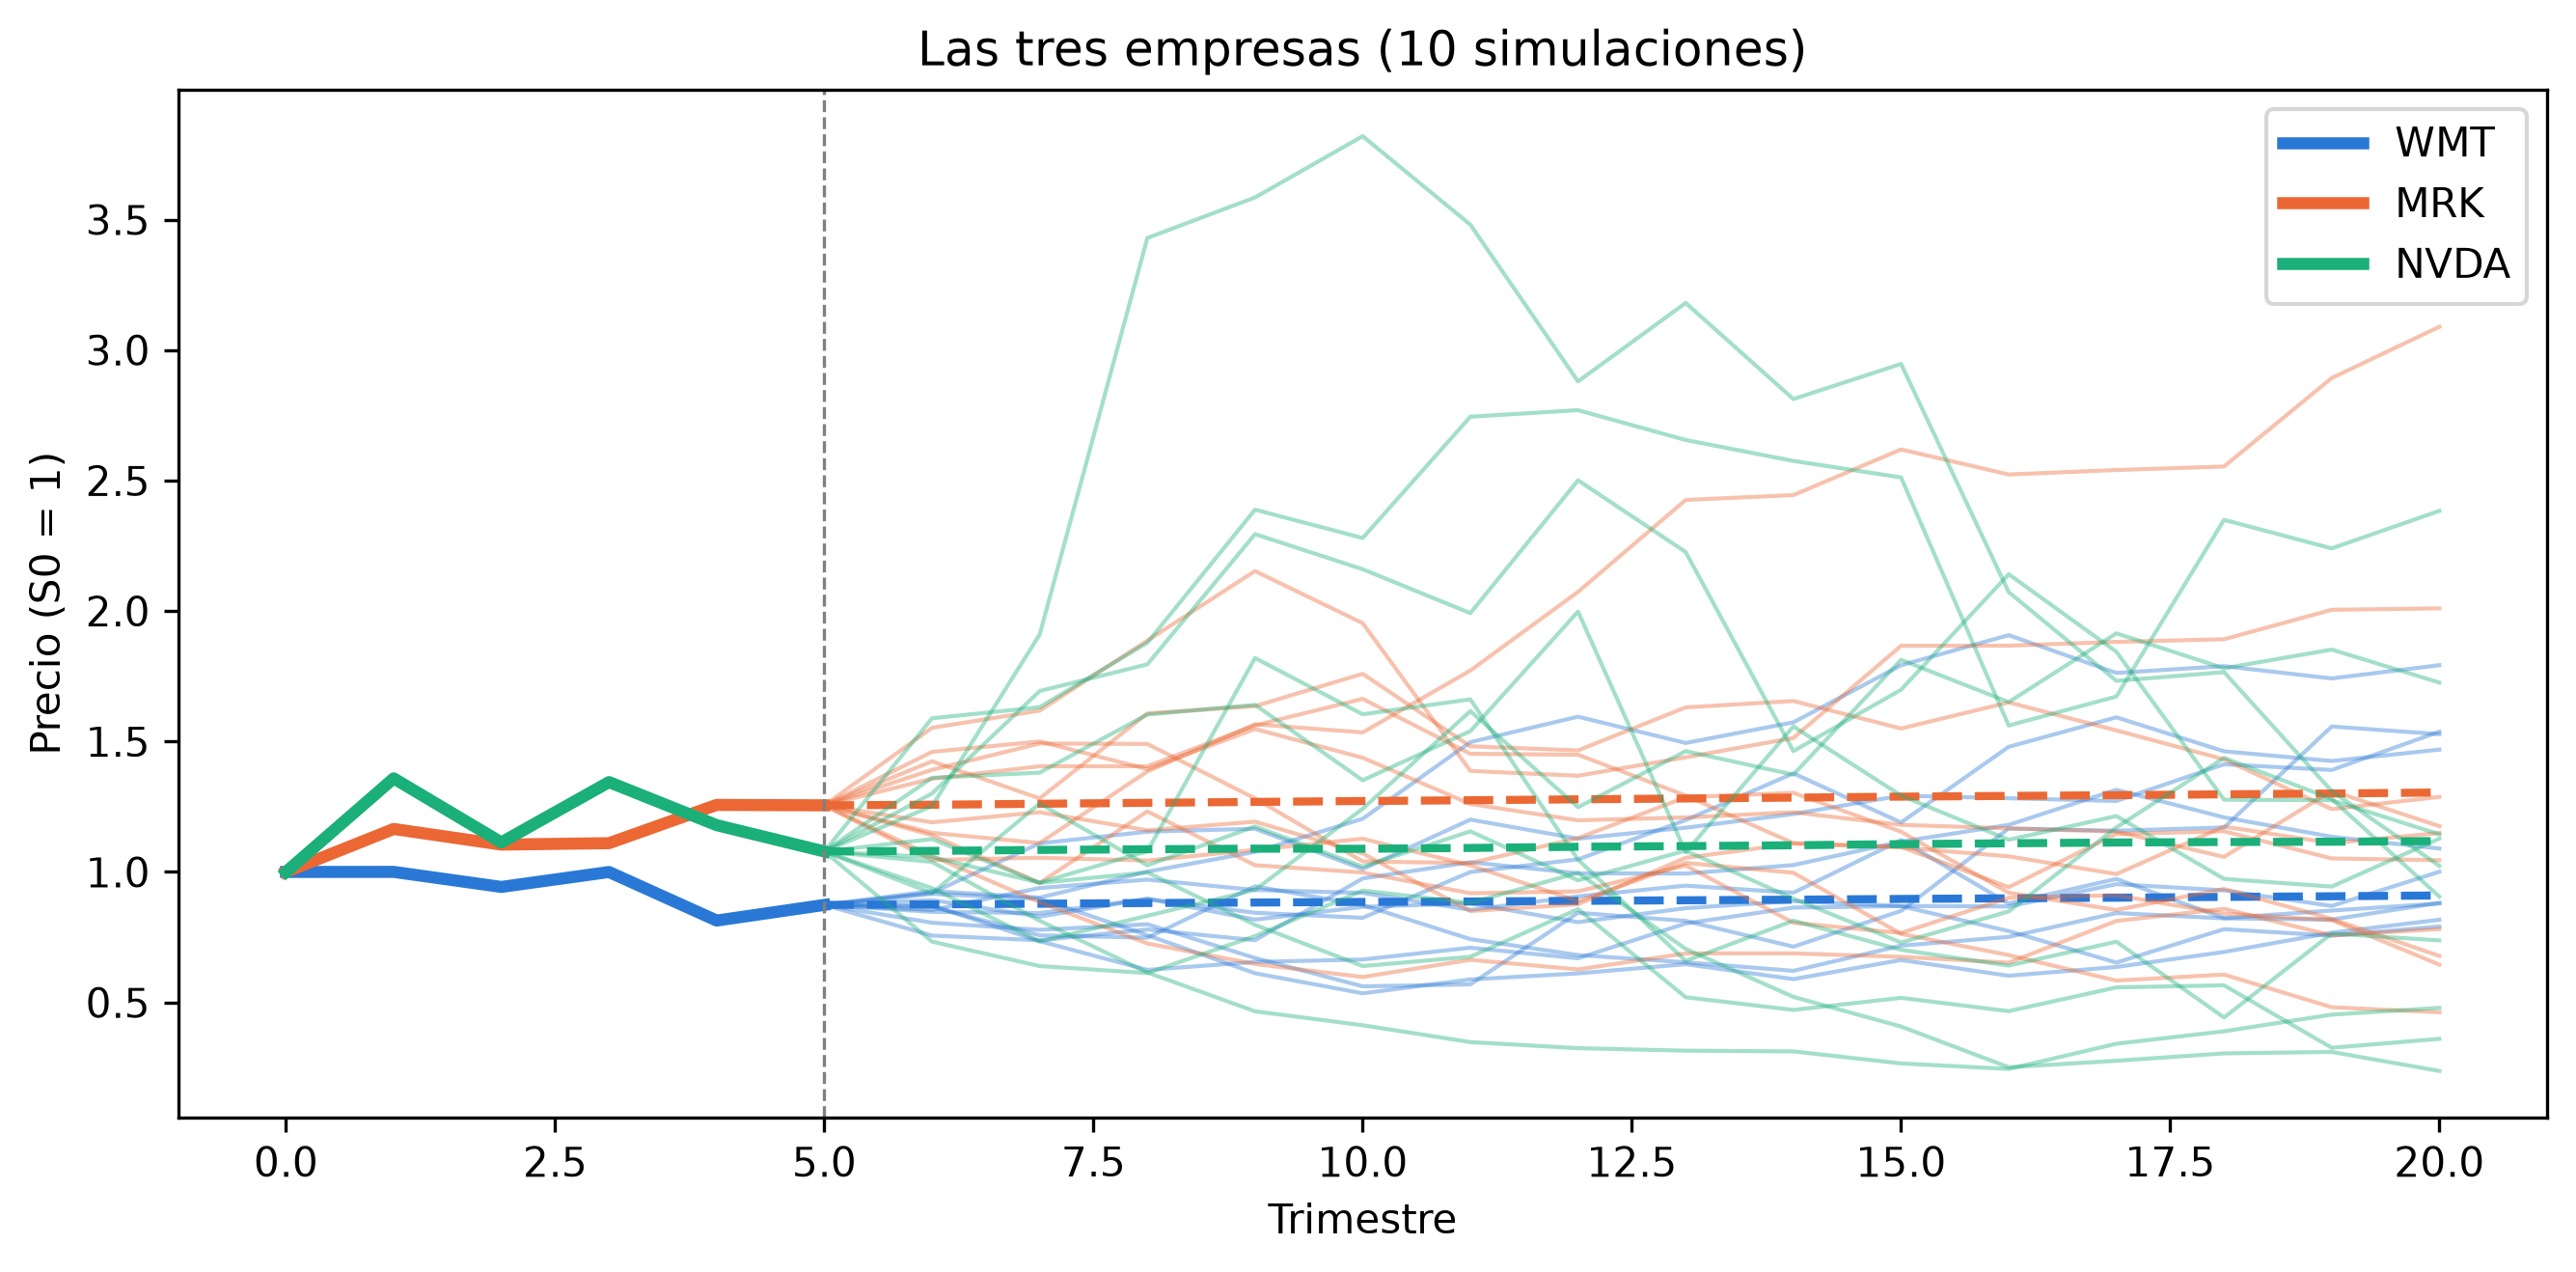 Las tres empresas (10 simulaciones)
WMT
MRK
NVDA
Precio (S0 = 1)
3.5
3.0
2.5
2.0
1.5
1.0
0.5
0.0 2.5 5.0 7.5 10.0 12.5 15.0 17.5 20.0
Trimestre